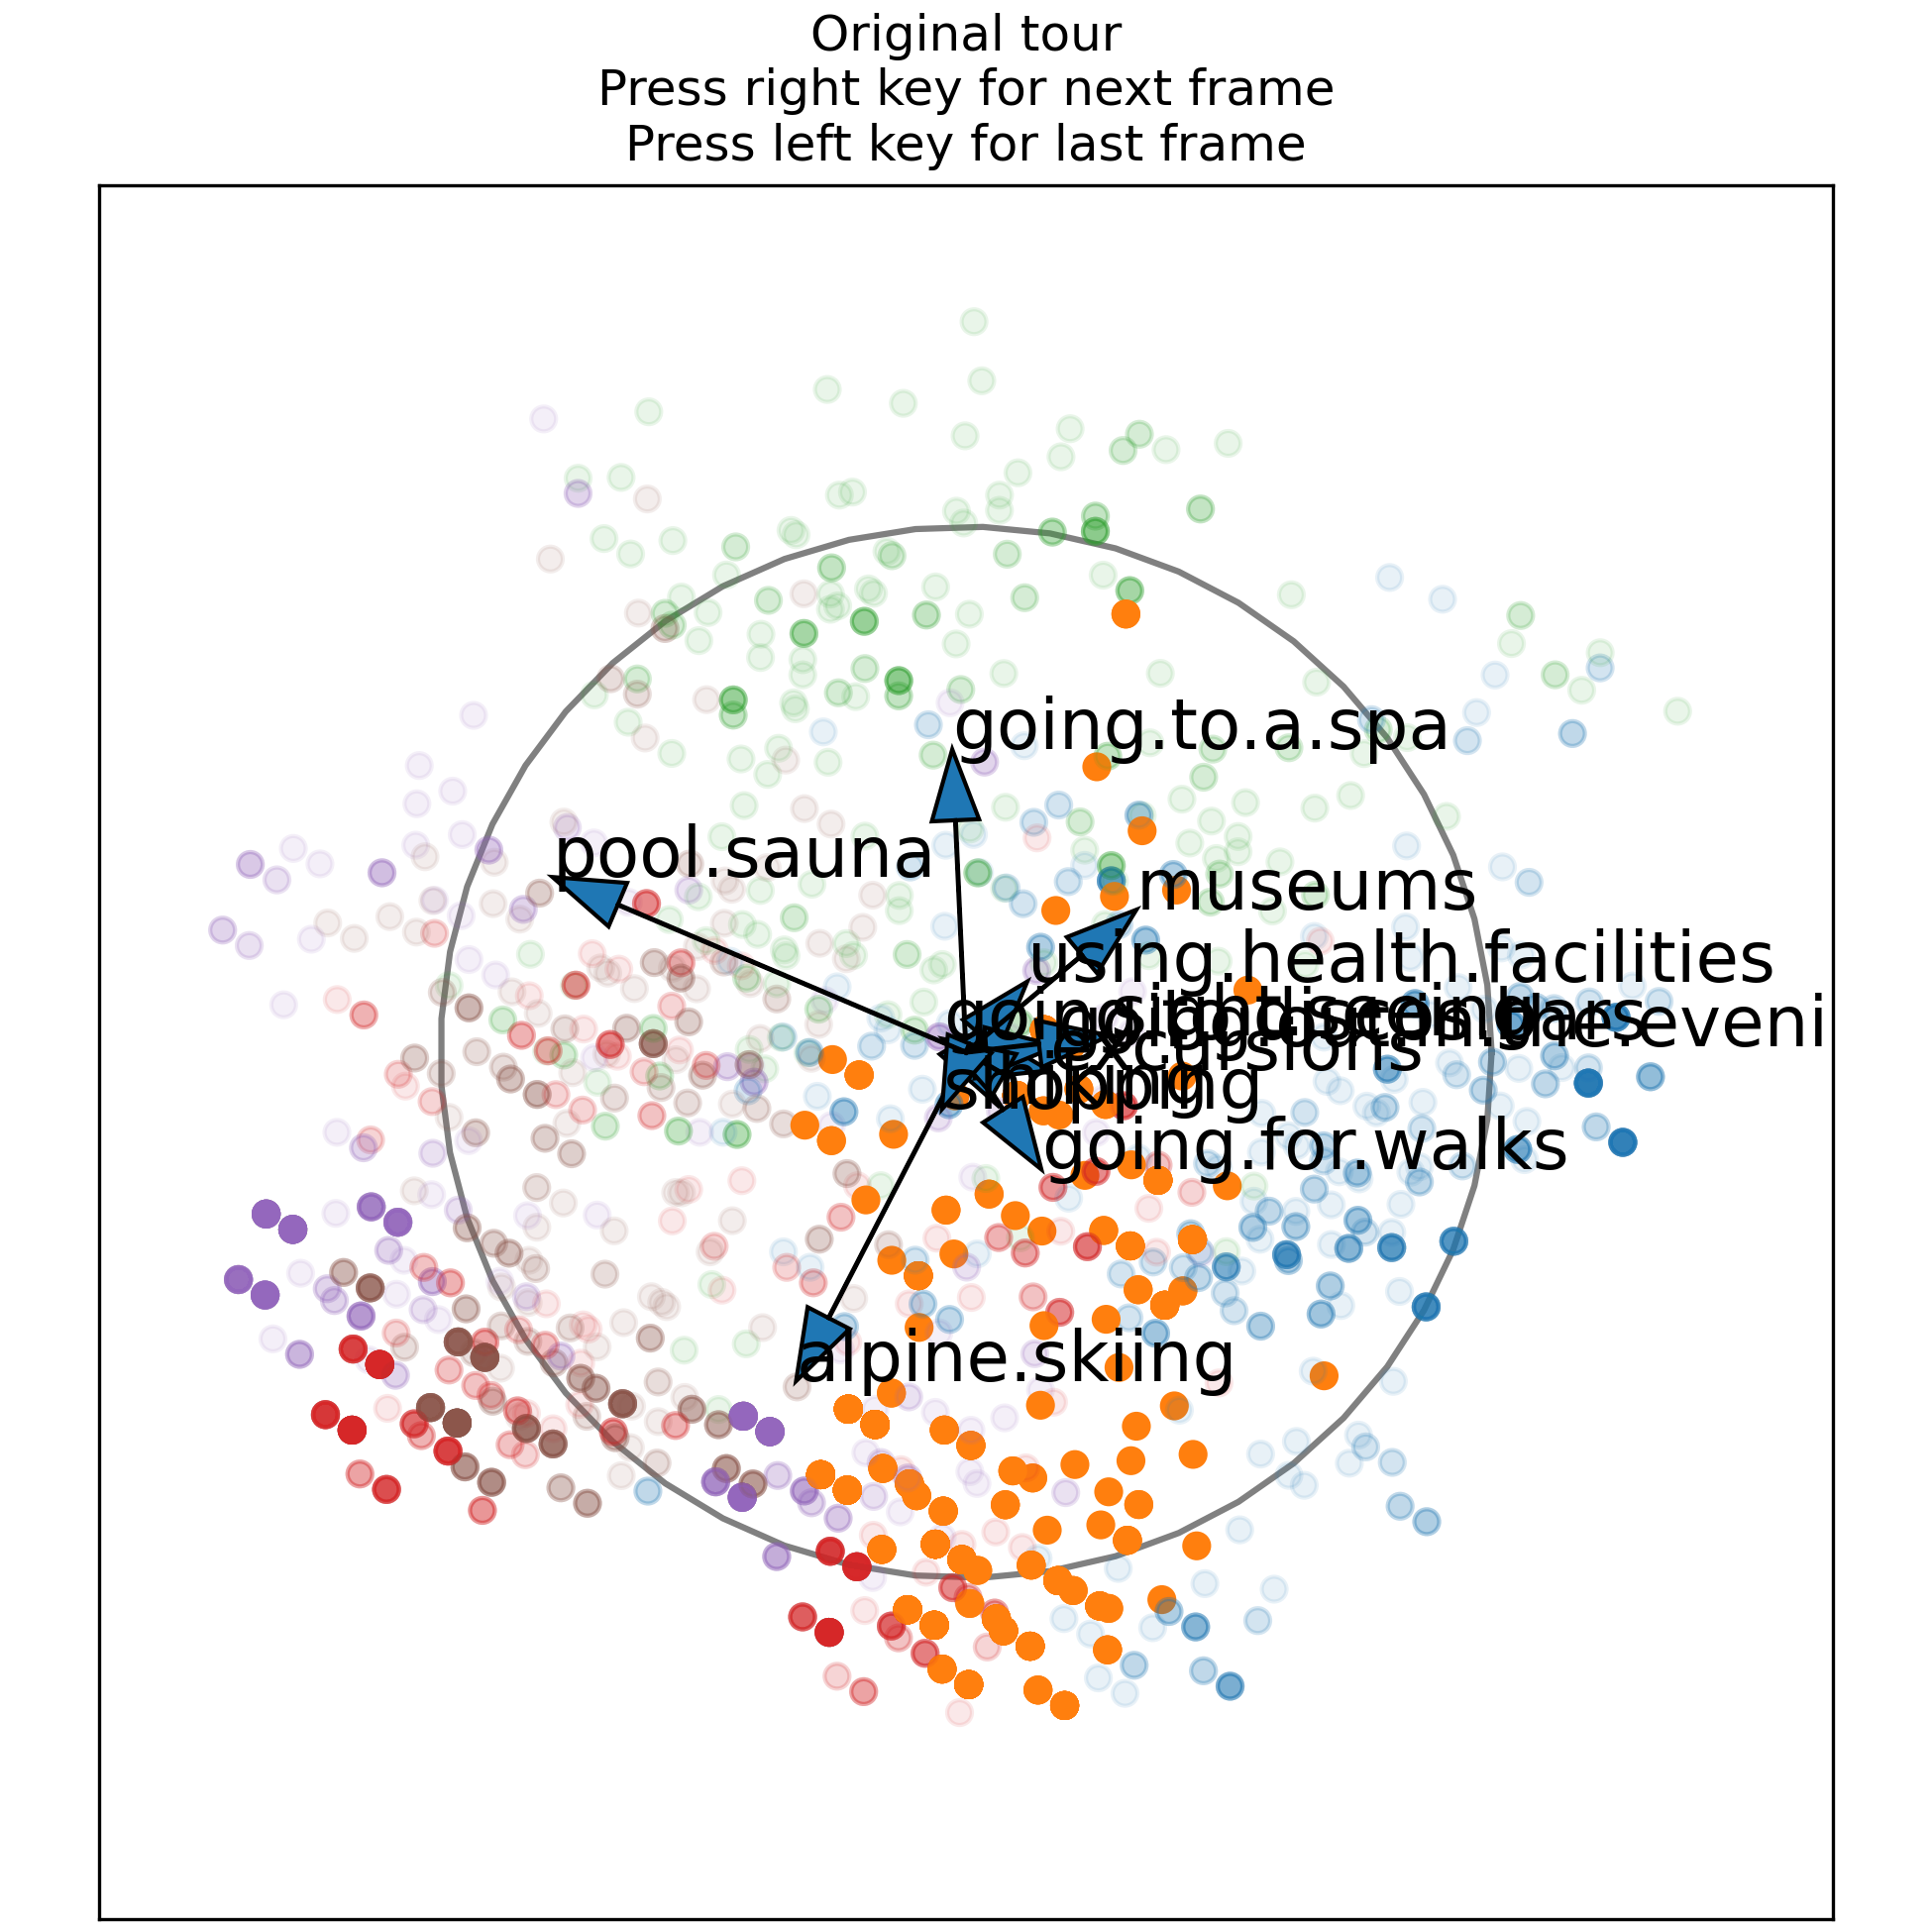 Original tour
Press right key for next frame
Press left key for last frame
going.to.a.spa
pool.sauna
museums
using.health.facilities
sightseeing
excursions
shopping
going.for.walks
alpine.skiing